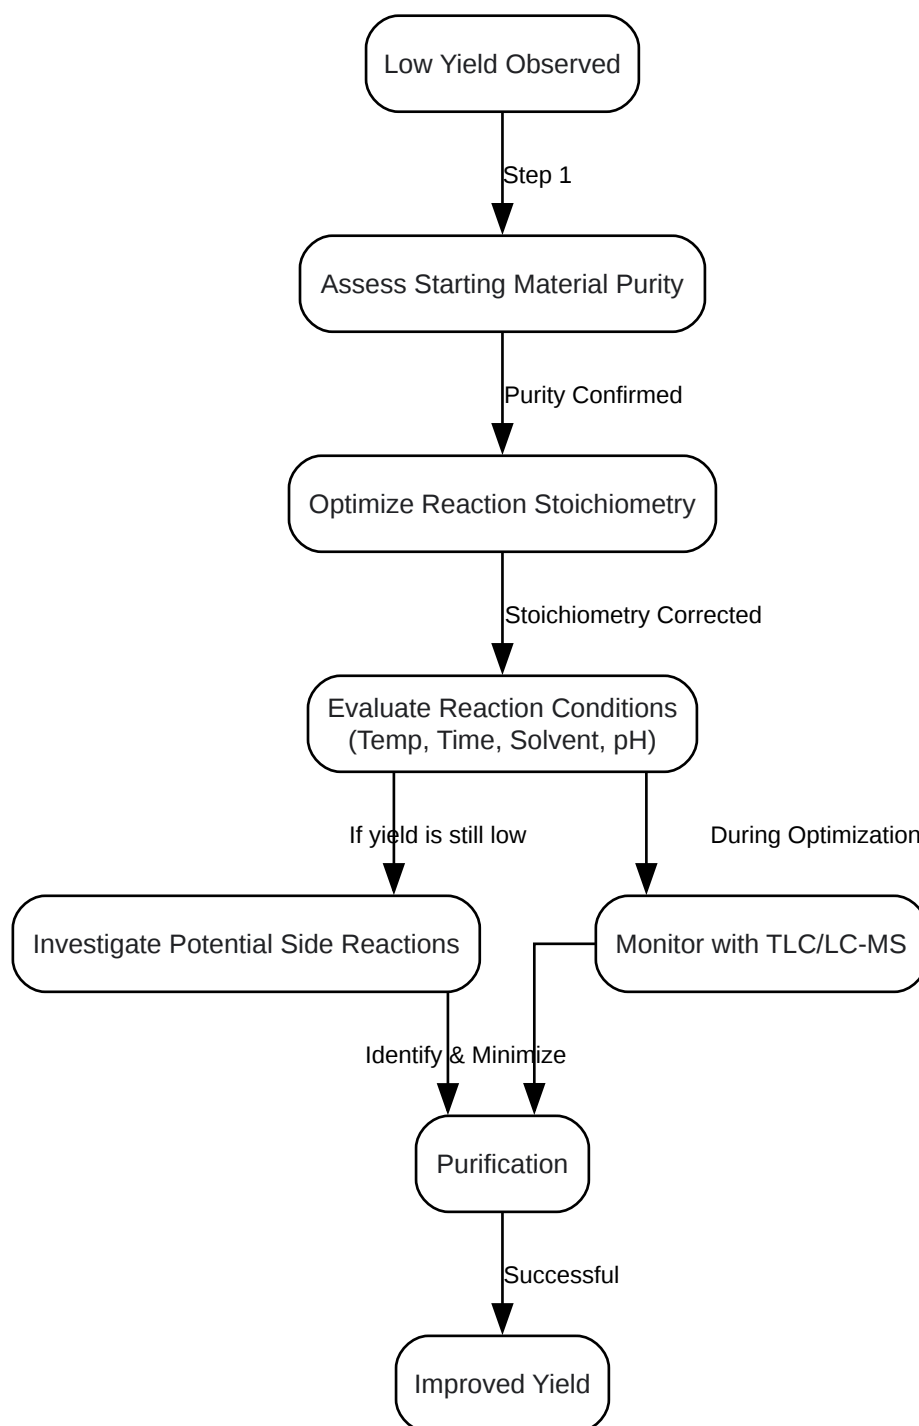 Low Yield Observed
Step 1
Assess Starting Material Purity
Purity Confirmed
Optimize Reaction Stoichiometry
Stoichiometry Corrected
Evaluate Reaction Conditions
(Temp, Time, Solvent, pH)
If yield is still low
During Optimization
Investigate Potential Side Reactions
Monitor with TLC/LC-MS
Identify & Minimize
Purification
Successful
Improved Yield